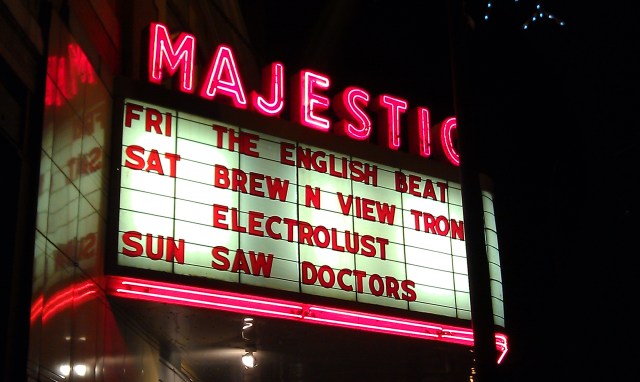 MAJESTIC
FRI THE ENGLISH BEAT
SAT BREW N VIEW TRON
ELECTROLUST
SUN SAW DOCTORS